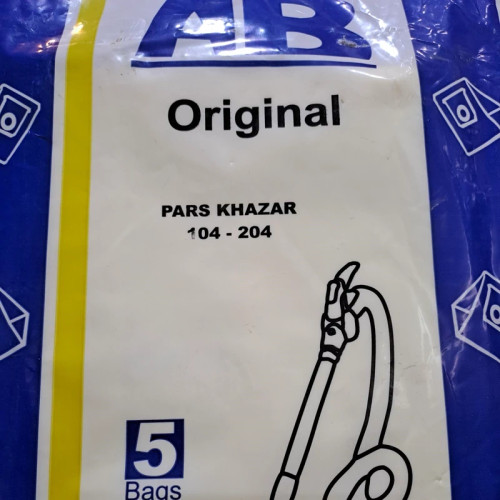 AB
Original
PARS KHAZAR
104 - 204
5
Bags